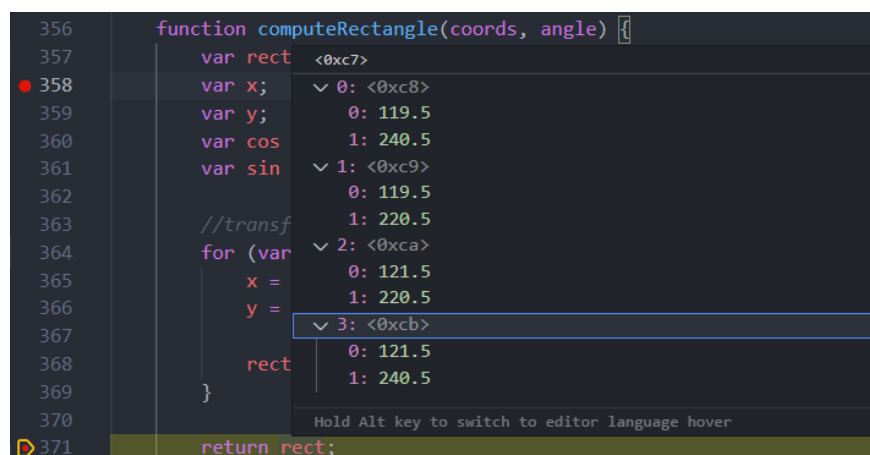 356 function computeRectangle(coords, angle) {
357 var rect
<0xc7>
358 var x;
0: <0xc8>
359 var y;
0: 119.5
360 var cos
1: 240.5
361 var sin
1: <0xc9>
362
0: 119.5
363 //transf
1: 220.5
364 for (var
2: <0xca>
365 x =
0: 121.5
366 y =
1: 220.5
367
3: <0xcb>
368 rect
0: 121.5
369 }
1: 240.5
370
Hold Alt key to switch to editor language hover
371 return rect;